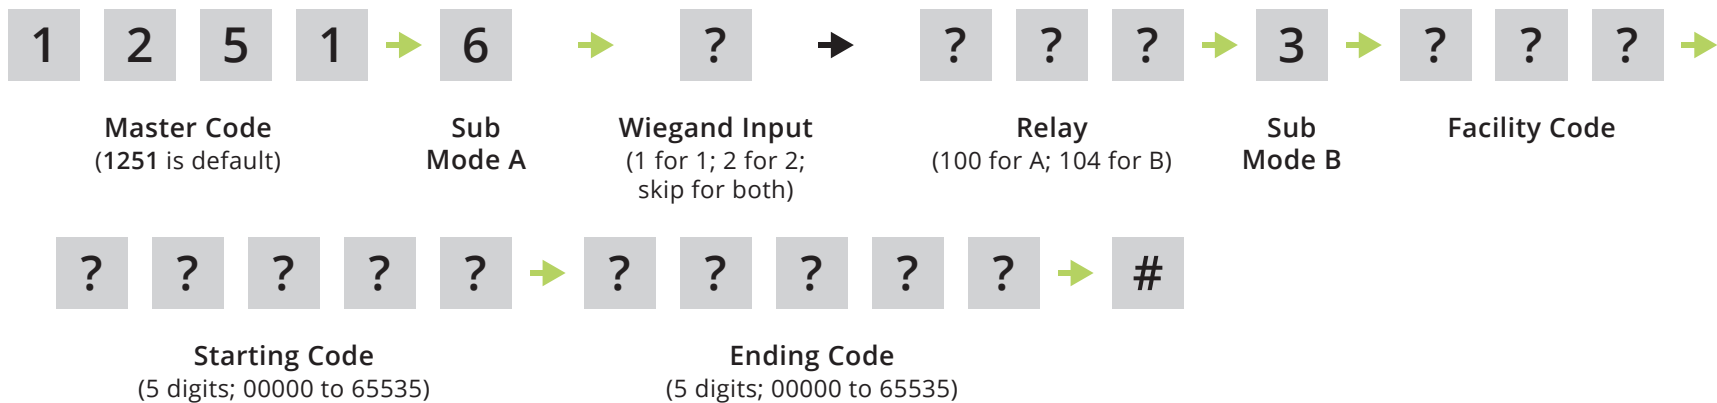 1 2 5 1 6 ? ? ? ? 3 ? ? ?
Master Code Sub Wiegand Input Relay Sub Facility Code
(1251 is default) Mode A (1 for 1; 2 for 2; (100 for A; 104 for B) Mode B
skip for both)
? ? ? ? ? ? ? ? ? ? #
Starting Code Ending Code
(5 digits; 00000 to 65535) (5 digits; 00000 to 65535)